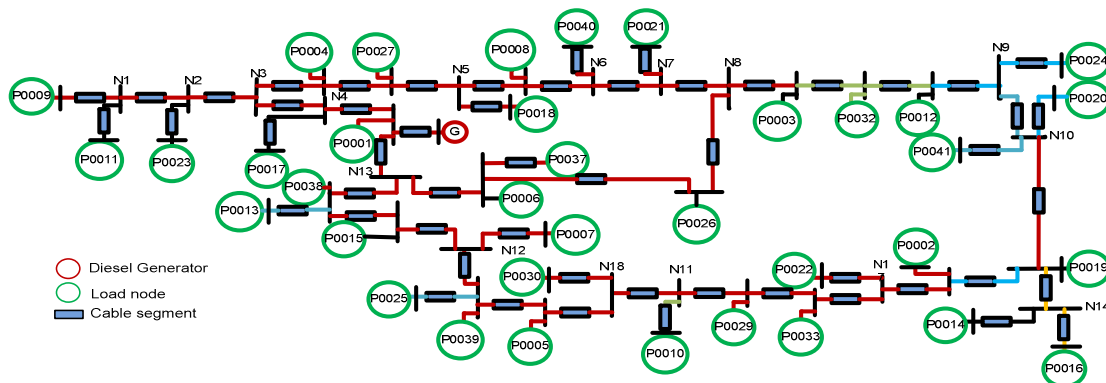 P0040
P0021
P0004
P0027
P0008
N9
P0024
N3
N5
N6
N7
N8
P0009
N1
N2
N4
P0018
P0003
P0032
P0012
P0020
P0001
G
P0011
P0023
P0017
P0041
N10
P0037
N13
P0038
P0006
P0013
P0026
P0015
P0007
N12
P0002
Diesel Generator
P0030
N18
N11
P0022
N1
P0019
Load node
P0025
Cable segment
N14
P0014
P0039
P0005
P0010
P0029
P0033
P0016